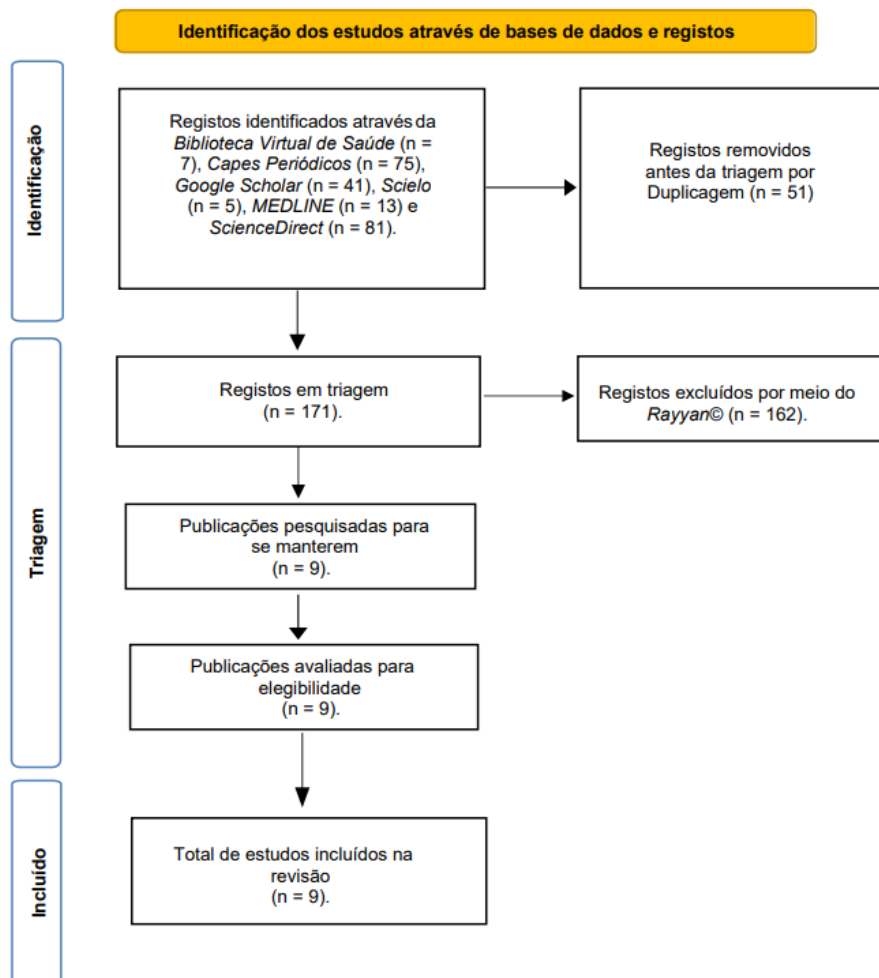 Identificação dos estudos através de bases de dados e registos
Identificação
Registos identificados através da
Biblioteca Virtual de Saúde (n =
7), Capes Periódicos (n = 75),
Google Scholar (n = 41), Scielo
(n = 5), MEDLINE (n = 13) e
ScienceDirect (n = 81).
Registos removidos
antes da triagem por
Duplicagem (n = 51)
Triagem
Registos em triagem
(n = 171).
Registos excluídos por meio do
Rayyan© (n = 162).
Publicações pesquisadas para
se manterem
(n = 9).
Publicações avaliadas para
elegibilidade
(n = 9).
Incluído
Total de estudos incluídos na
revisão
(n = 9).